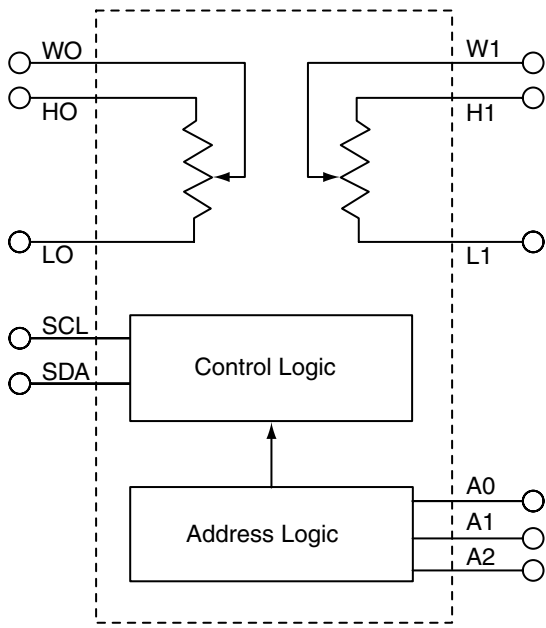 WO
W1
HO
H1
LO
L1
SCL
SDA
Control Logic
A0
A1
A2
Address Logic